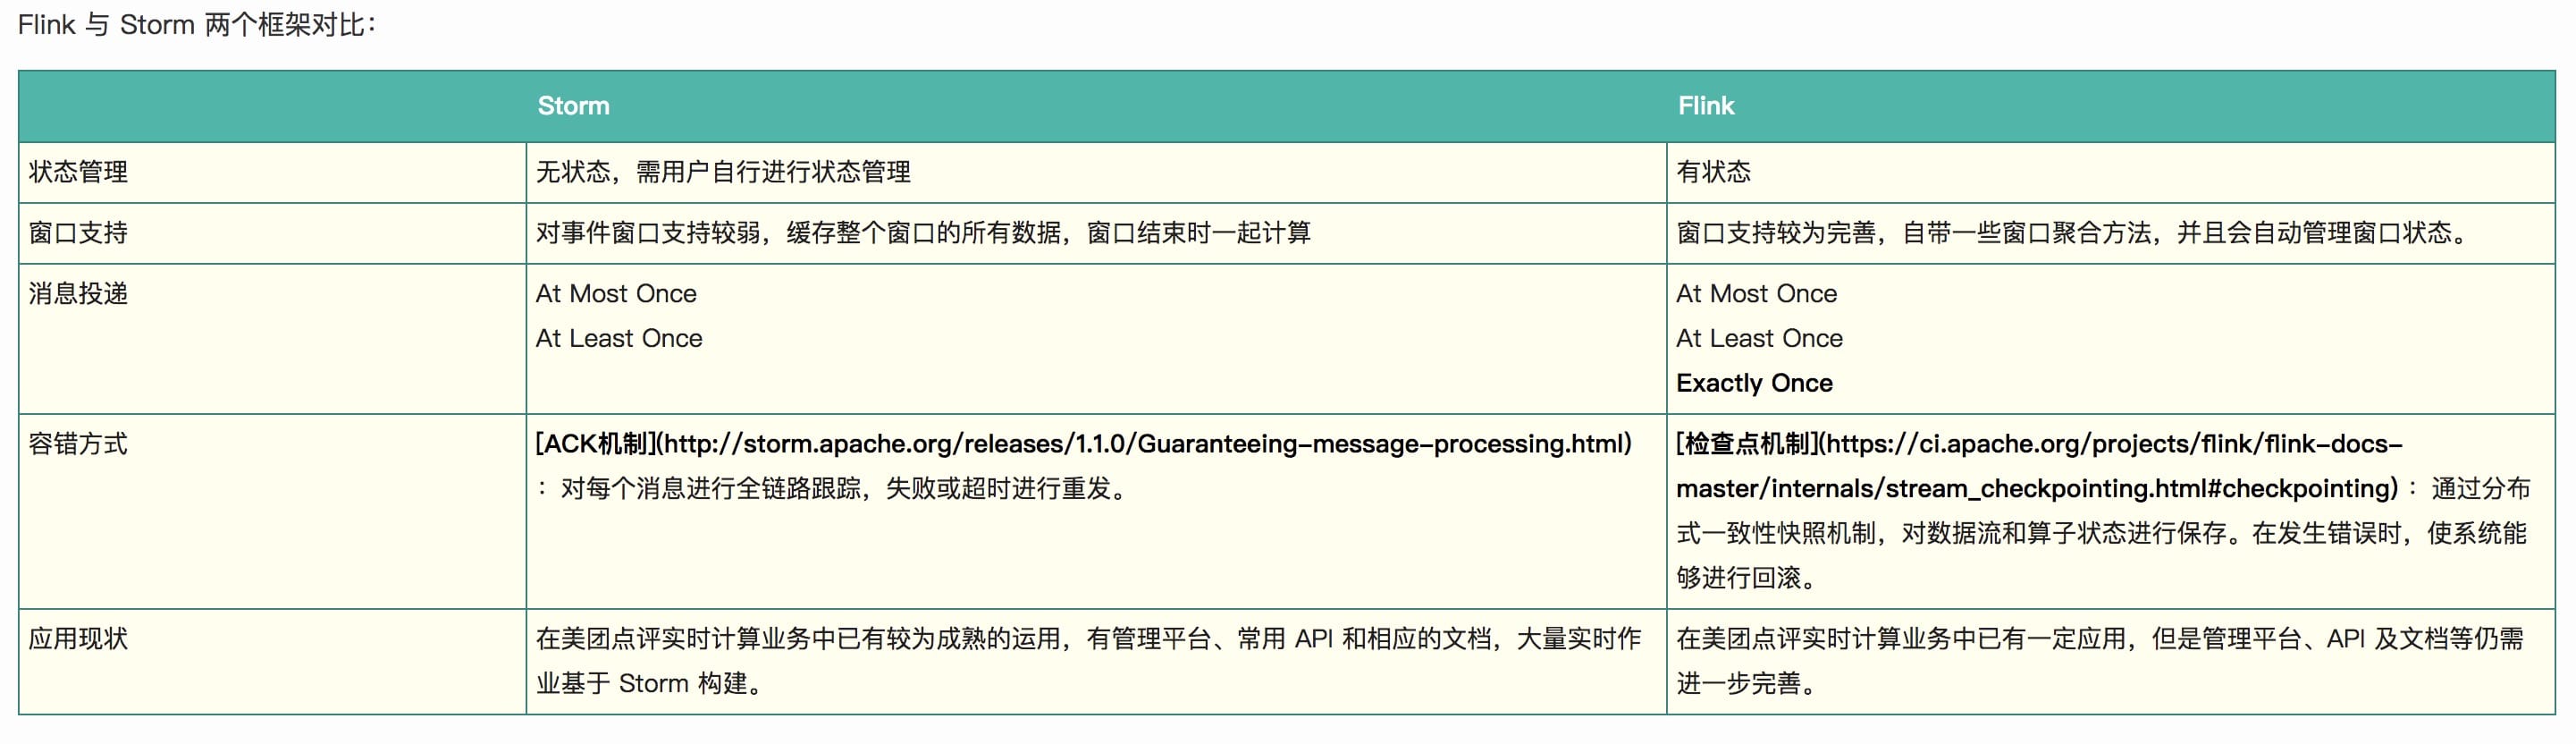 Flink 与 Storm 两个框架对比：
Storm
Flink
状态管理
无状态，需用户自行进行状态管理
有状态
窗口支持
对事件窗口支持较弱，缓存整个窗口的所有数据，窗口结束时一起计算
窗口支持较为完善，自带一些窗口聚合方法，并且会自动管理窗口状态。
消息投递
At Most Once
At Least Once
At Most Once
At Least Once
Exactly Once
容错方式
[ACK机制](http://storm.apache.org/releases/1.1.0/Guaranteeing-message-processing.html)
：对每个消息进行全链路跟踪，失败或超时进行重发。
[检查点机制](https://ci.apache.org/projects/flink/flink-docs-
master/internals/stream_checkpointing.html#checkpointing)：通过分布
式一致性快照机制，对数据流和算子状态进行保存。在发生错误时，使系统能
够进行回滚。
应用现状
在美团点评实时计算业务中已有较为成熟的运用，有管理平台、常用 API 和相应的文档，大量实时作
业基于 Storm 构建。
在美团点评实时计算业务中已有一定应用，但是管理平台、API 及文档等仍需
进一步完善。